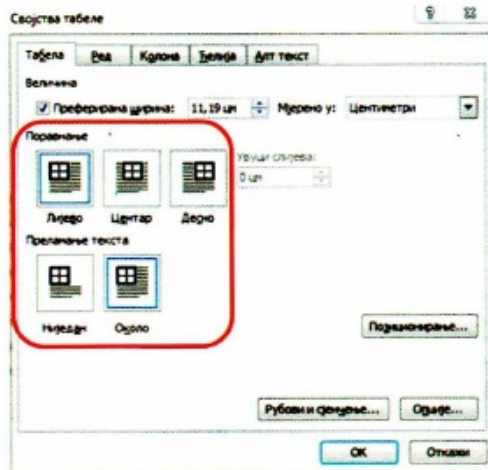 Својства табеле
Табела Ред Колона Ћелија Алт текст
Величина
Преферирана ширина: 11,19 цм Мјерено у: Центиметри
Поравнање
Увуци слијева:
0 цм
Лијево Центар Десно
Преламање текста
Ниједан Около
Позиционирање...
Рубови и сјенчење... Опције...
OK Откажи